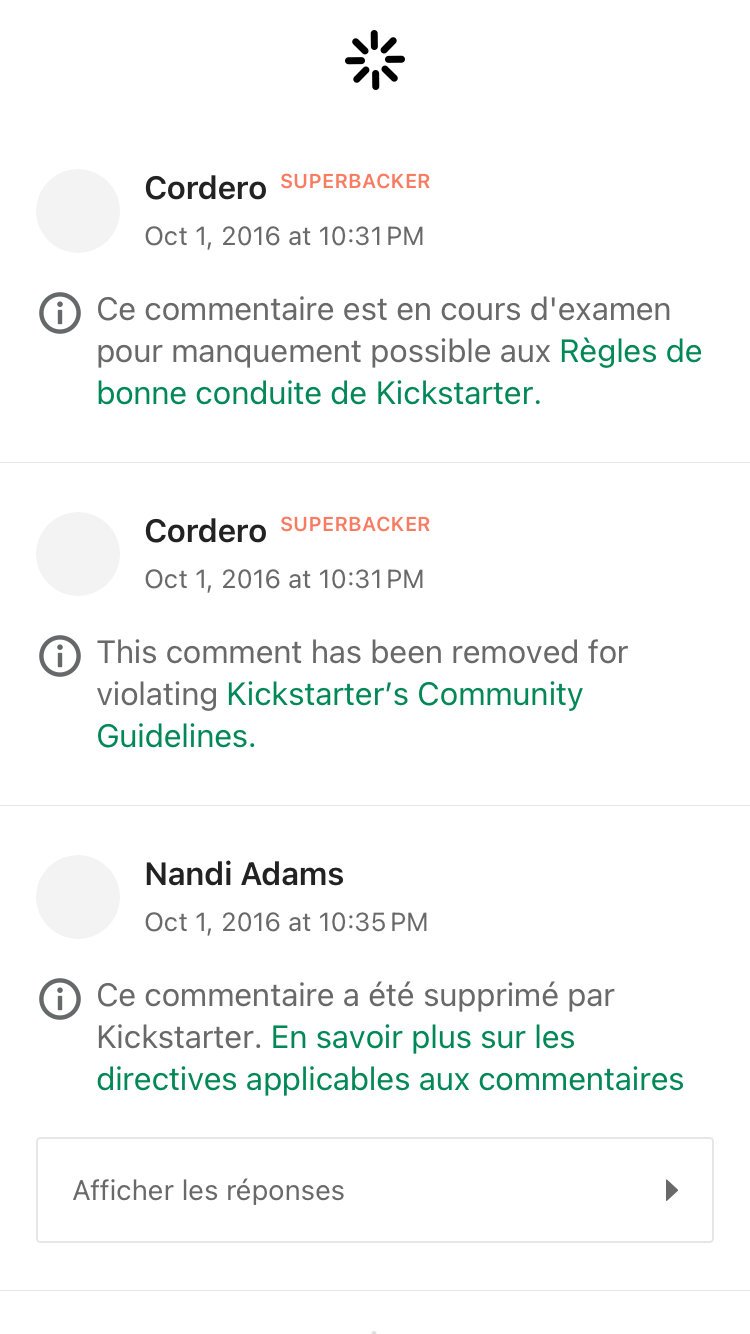 Cordero SUPERBACKER
Oct 1, 2016 at 10:31 PM
Ce commentaire est en cours d'examen
pour manquement possible aux Règles de
bonne conduite de Kickstarter.
Cordero SUPERBACKER
Oct 1, 2016 at 10:31 PM
This comment has been removed for
violating Kickstarter’s Community
Guidelines.
Nandi Adams
Oct 1, 2016 at 10:35 PM
Ce commentaire a été supprimé par
Kickstarter. En savoir plus sur les
directives applicables aux commentaires
Afficher les réponses